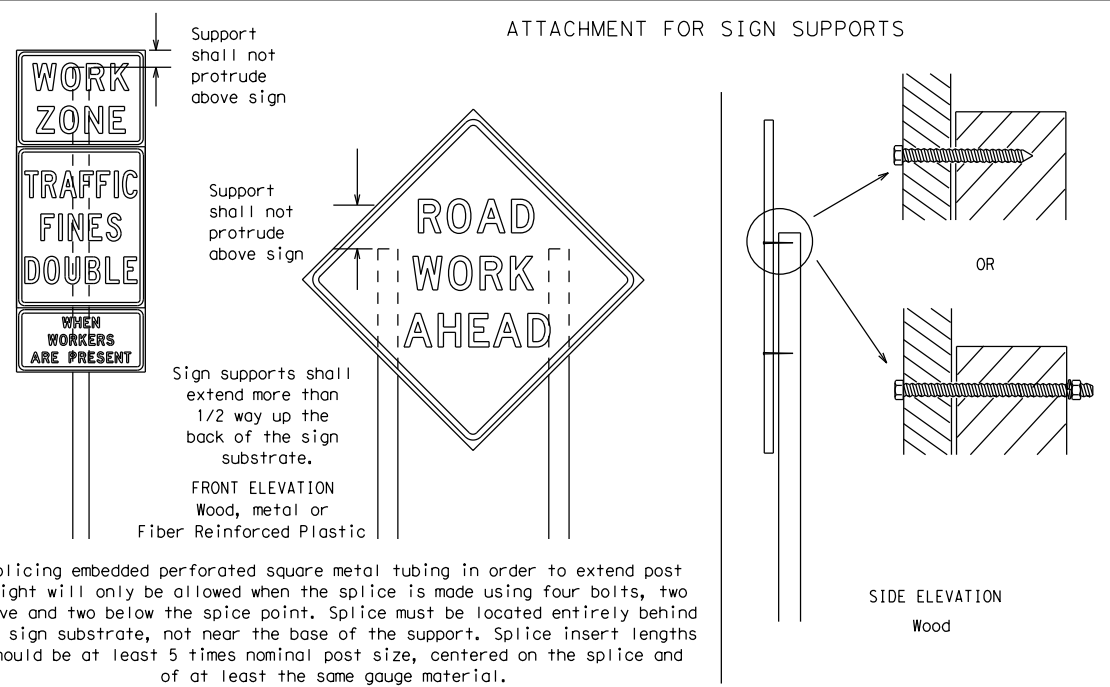 ATTACHMENT FOR SIGN SUPPORTS
Support
shall not
protrude
above sign
WORK
ZONE
TRAFFIC
FINES
DOUBLE
WHEN
WORKERS
ARE PRESENT
Support
shall not
protrude
above sign
ROAD
WORK
AHEAD
Sign supports shall
extend more than
1/2 way up the
back of the sign
substrate.
FRONT ELEVATION
Wood, metal or
Fiber Reinforced Plastic
OR
SIDE ELEVATION
Wood
plicing embedded perforated square metal tubing in order to extend post
ight will only be allowed when the splice is made using four bolts, two
ve and two below the spice point. Splice must be located entirely behind
sign substrate, not near the base of the support. Splice insert lengths
hould be at least 5 times nominal post size, centered on the splice and
of at least the same gauge material.